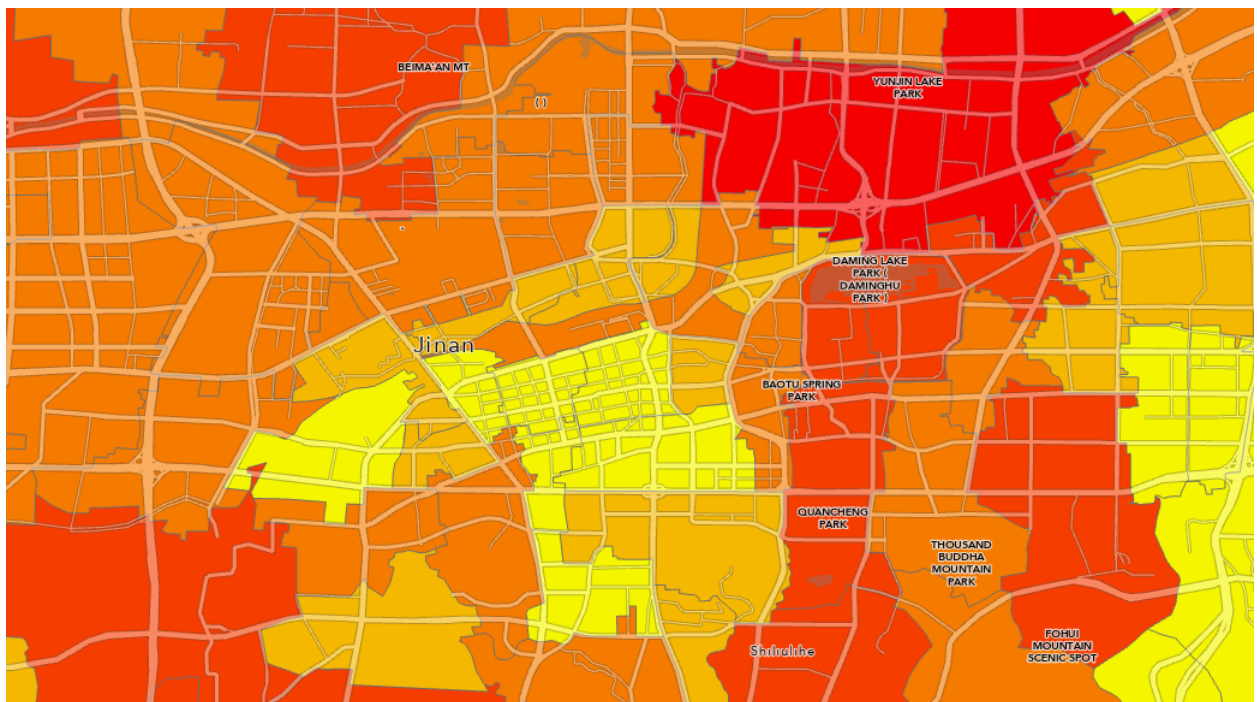 BEIMA'AN MT
( )
YUNJIN LAKE
PARK
DAMING LAKE
PARK (
DAMINGHU
PARK )
Jinan
BAOTU SPRING
PARK
QUANCHENG
PARK
THOUSAND
BUDDHA
MOUNTAIN
PARK
FOHUI
MOUNTAIN
SCENIC SPOT
Shiliulihe